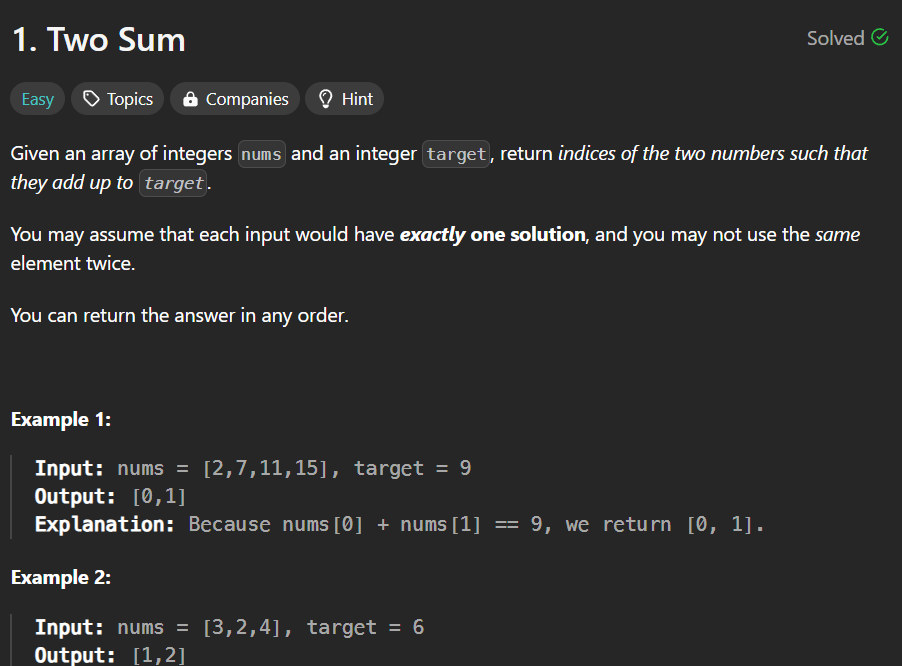 1. Two Sum
Solved
Easy Topics Companies Hint
Given an array of integers nums and an integer target, return indices of the two numbers such that
they add up to target.
You may assume that each input would have exactly one solution, and you may not use the same
element twice.
You can return the answer in any order.
Example 1:
Input: nums = [2,7,11,15], target = 9
Output: [0,1]
Explanation: Because nums[0] + nums[1] == 9, we return [0, 1].
Example 2:
Input: nums = [3,2,4], target = 6
Output: [1,2]